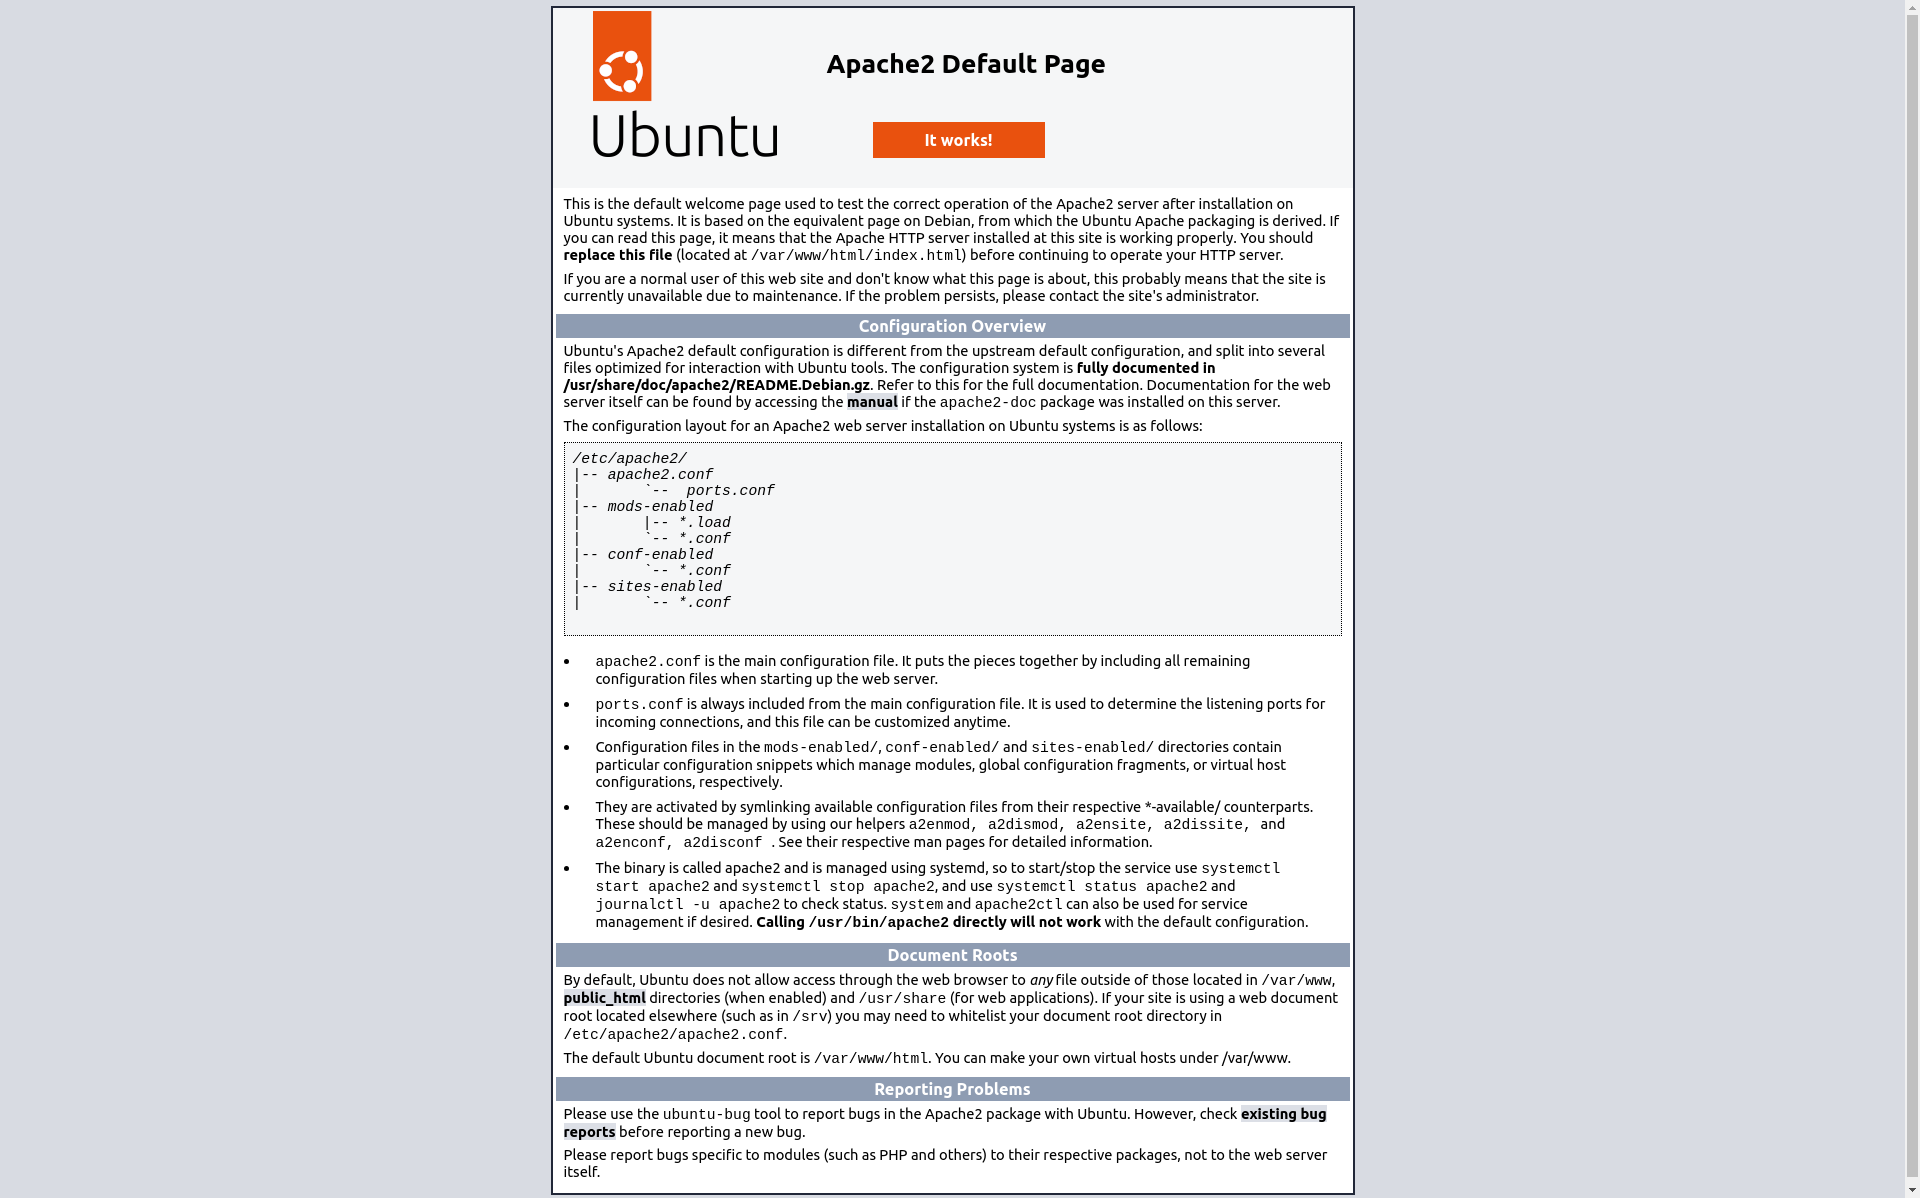 Apache2 Default Page
Ubuntu
It works!
This is the default welcome page used to test the correct operation of the Apache2 server after installation on
Ubuntu systems. It is based on the equivalent page on Debian, from which the Ubuntu Apache packaging is derived. If
you can read this page, it means that the Apache HTTP server installed at this site is working properly. You should
replace this file (located at /var/www/html/index.html) before continuing to operate your HTTP server.
If you are a normal user of this web site and don't know what this page is about, this probably means that the site is
currently unavailable due to maintenance. If the problem persists, please contact the site's administrator.
Configuration Overview
Ubuntu's Apache2 default configuration is different from the upstream default configuration, and split into several
files optimized for interaction with Ubuntu tools. The configuration system is fully documented in
/usr/share/doc/apache2/README.Debian.gz. Refer to this for the full documentation. Documentation for the web
server itself can be found by accessing the manual if the apache2-doc package was installed on this server.
The configuration layout for an Apache2 web server installation on Ubuntu systems is as follows:
/etc/apache2/
|-- apache2.conf
|       `--  ports.conf
|-- mods-enabled
|       |-- *.load
|       `-- *.conf
|-- conf-enabled
|       `-- *.conf
|-- sites-enabled
|       `-- *.conf
• apache2.conf is the main configuration file. It puts the pieces together by including all remaining
configuration files when starting up the web server.
• ports.conf is always included from the main configuration file. It is used to determine the listening ports for
incoming connections, and this file can be customized anytime.
• Configuration files in the mods-enabled/, conf-enabled/ and sites-enabled/ directories contain
particular configuration snippets which manage modules, global configuration fragments, or virtual host
configurations, respectively.
• They are activated by symlinking available configuration files from their respective *-available/ counterparts.
These should be managed by using our helpers a2enmod, a2dismod, a2ensite, a2dissite, and
a2enconf, a2disconf . See their respective man pages for detailed information.
• The binary is called apache2 and is managed using systemd, so to start/stop the service use systemctl
start apache2 and systemctl stop apache2, and use systemctl status apache2 and
journalctl -u apache2 to check status. system and apache2ctl can also be used for service
management if desired. Calling /usr/bin/apache2 directly will not work with the default configuration.
Document Roots
By default, Ubuntu does not allow access through the web browser to any file outside of those located in /var/www,
public_html directories (when enabled) and /usr/share (for web applications). If your site is using a web document
root located elsewhere (such as in /srv) you may need to whitelist your document root directory in
/etc/apache2/apache2.conf.
The default Ubuntu document root is /var/www/html. You can make your own virtual hosts under /var/www.
Reporting Problems
Please use the ubuntu-bug tool to report bugs in the Apache2 package with Ubuntu. However, check existing bug
reports before reporting a new bug.
Please report bugs specific to modules (such as PHP and others) to their respective packages, not to the web server
itself.